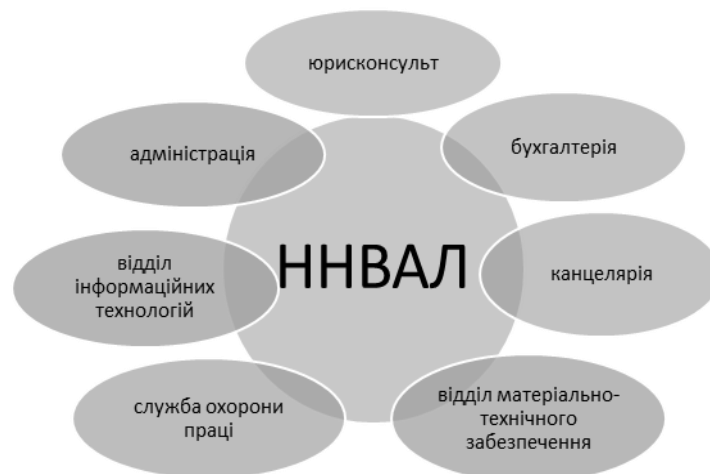 юрисконсульт
адміністрація
бухгалтерія
ННВАЛ
відділ
інформаційних
технологій
канцелярія
служба охорони
праці
відділ матеріально-
технічного
забезпечення